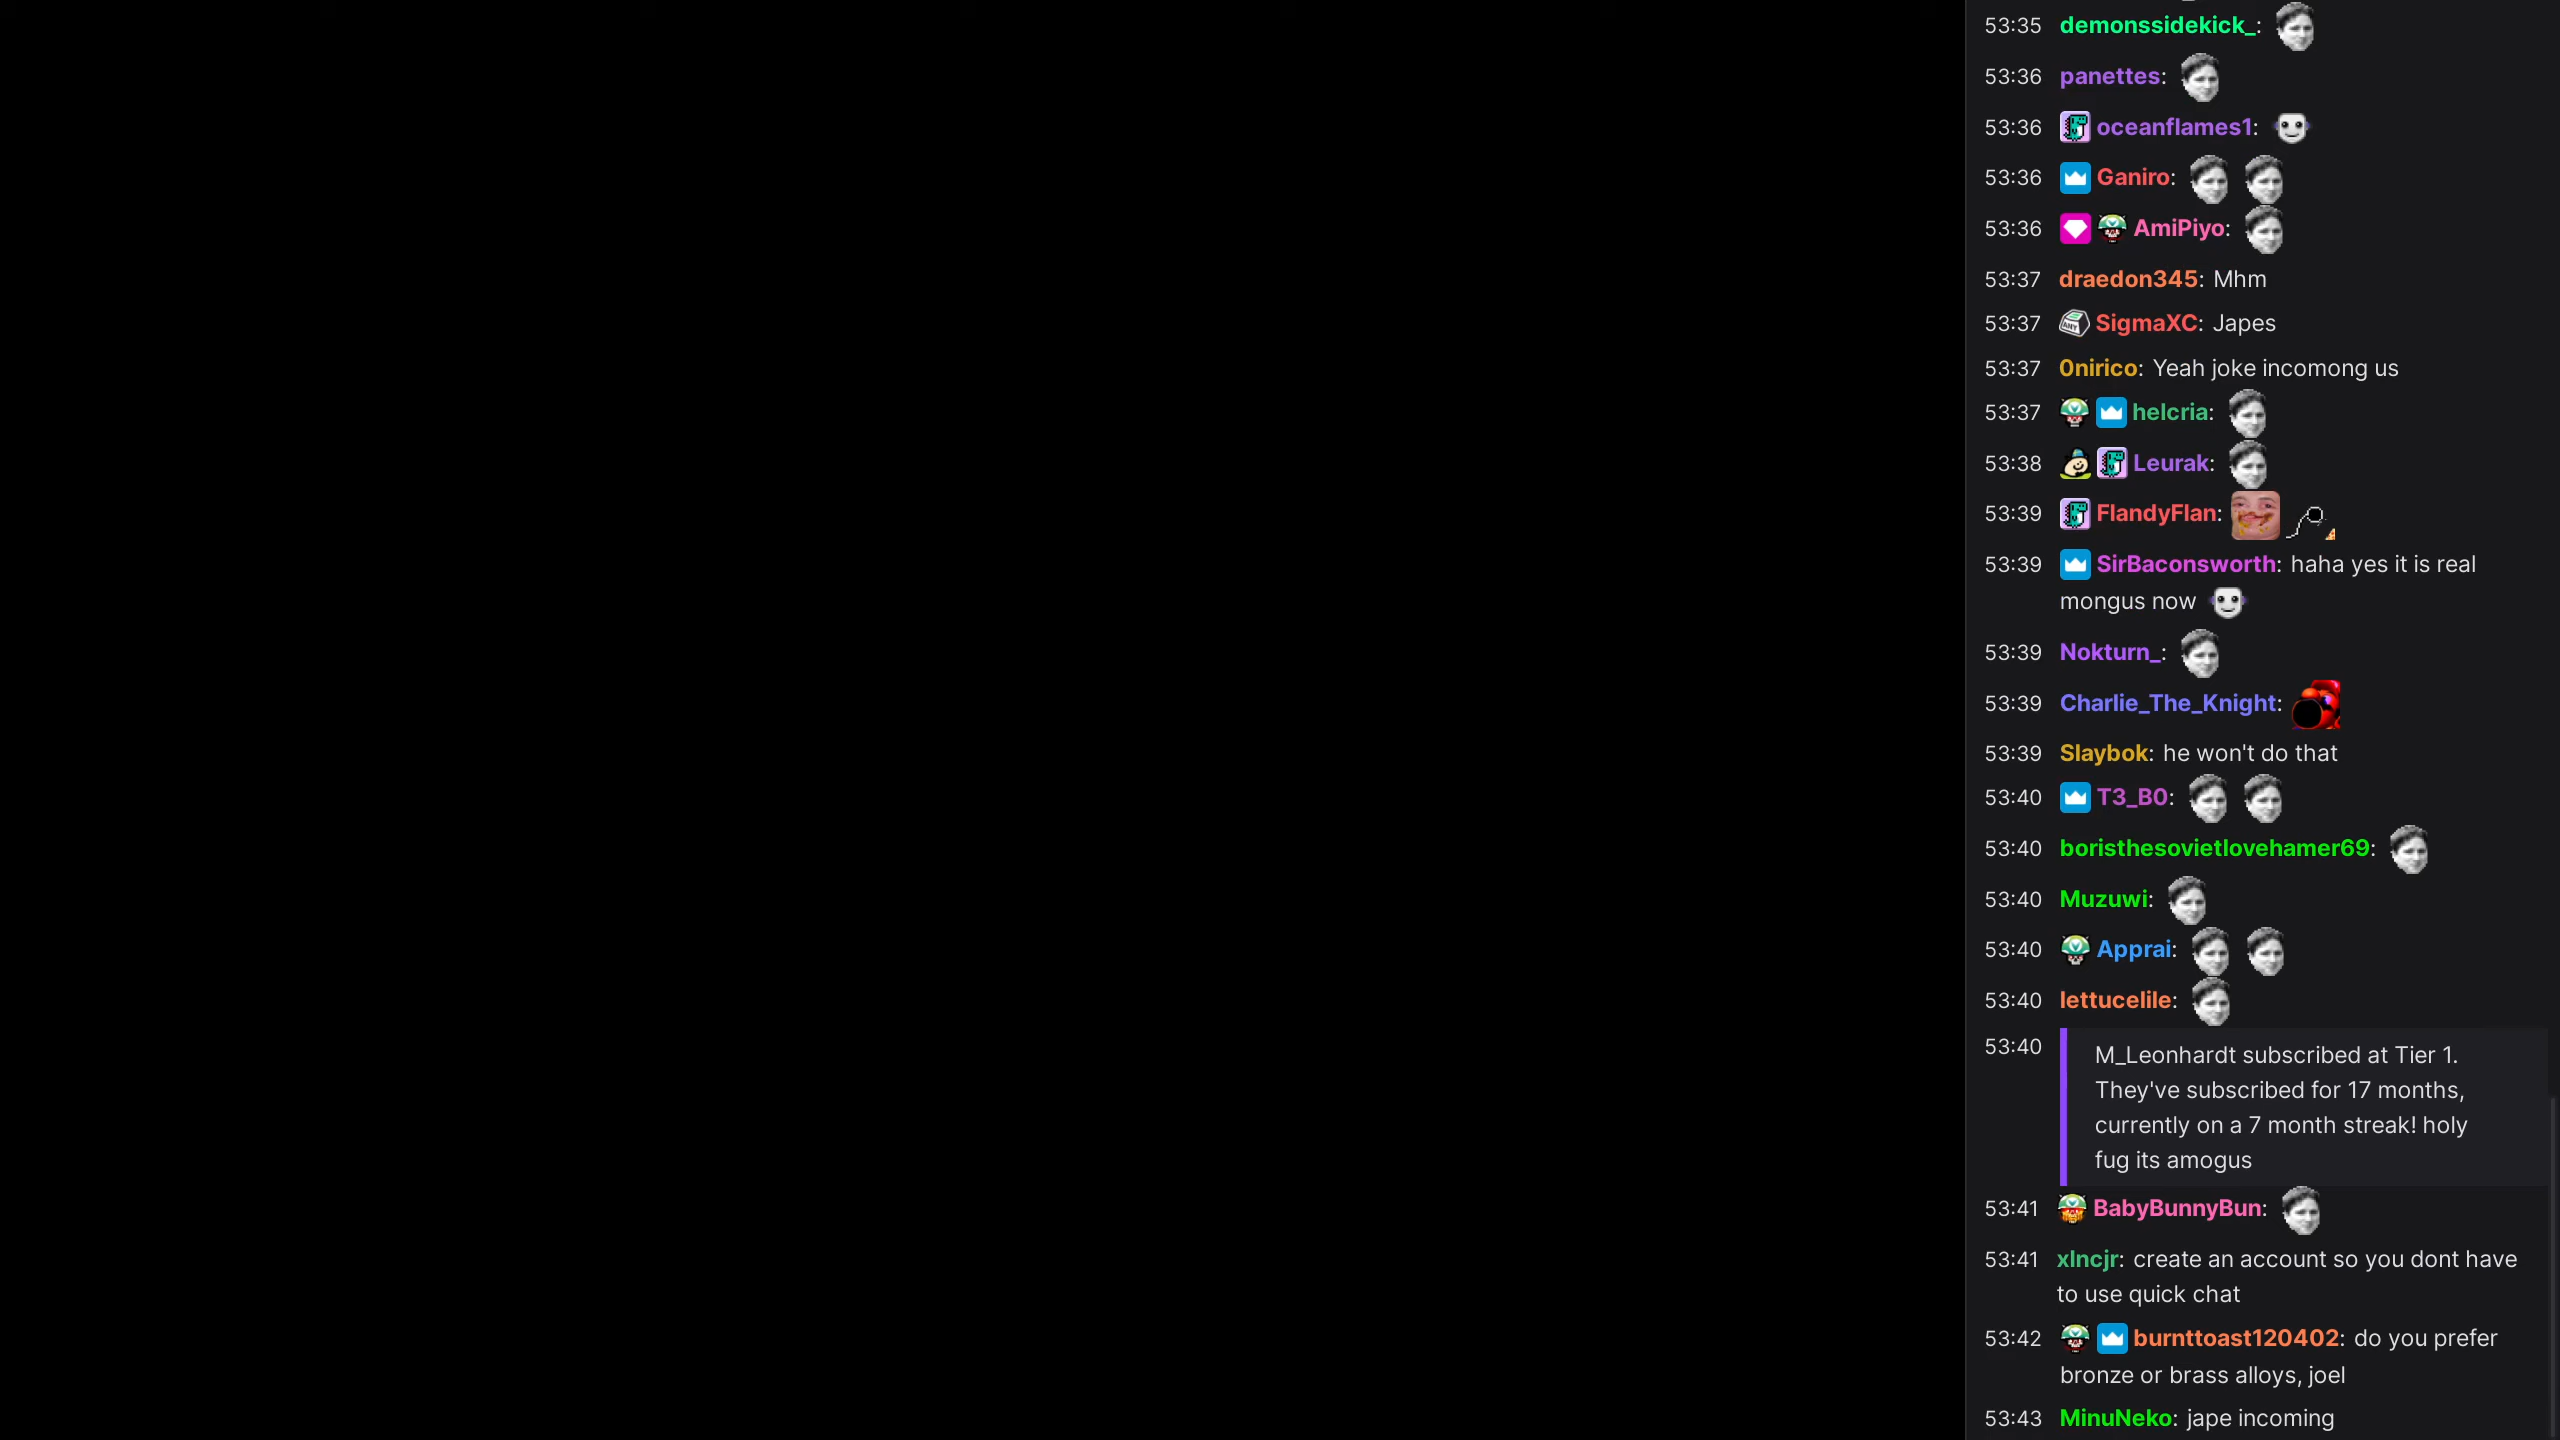 53:35 demonssidekick_:
53:36 panettes:
53:36 oceanflames1:
53:36 Ganiro:
53:36 AmiPiyo:
53:37 draedon345: Mhm
53:37 SigmaXC: Japes
53:37 0nirico: Yeah joke incomong us
53:37 helcria:
53:38 Leurak:
53:39 FlandyFlan:
53:39 SirBaconsworth: haha yes it is real
mongus now
53:39 Nokturn_:
53:39 Charlie_The_Knight:
53:39 Slaybok: he won't do that
53:40 T3_B0:
53:40 boristhesovietlovehamer69:
53:40 Muzuwi:
53:40 Apprai:
53:40 lettucelile:
53:40 M_Leonhardt subscribed at Tier 1.
They've subscribed for 17 months,
currently on a 7 month streak! holy
fug its amogus
53:41 BabyBunnyBun:
53:41 xlncjr: create an account so you dont have
to use quick chat
53:42 burnttoast120402: do you prefer
bronze or brass alloys, joel
53:43 MinuNeko: jape incoming